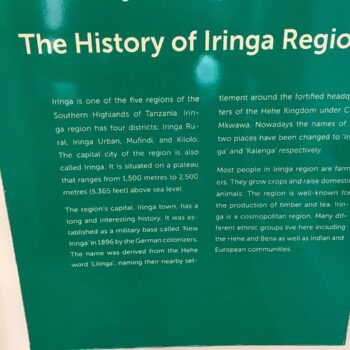 The History of Iringa Regio
Iringa is one of the five regions of the
Southern Highlands of Tanzania. Irin-
ga region has four districts: Iringa Ru-
ral, Iringa Urban, Mufindi, and Kilolo.
The capital city of the region is also
called Iringa. It is situated on a plateau
that ranges from 1,500 metres to 2,500
metres (5.365 feet) above sea level.
The region's capital, Iringa town, has a
long and interesting history. It was es-
tablished as a military base called 'New
Iringa' in 1896 by the German colonizers.
The name was derived from the Hehe
word 'Lilinga', naming their nearby set-
tlement around the fortified headq
ters of the Hehe Kingdom under C
Mkwawa. Nowadays the names of
two places have been changed to 'Iri
ga' and 'Kalenga' respectively.
Most people in Iringa region are farm
ers. They grow crops and raise domesti
animals. The region is well-known for
the production of timber and tea. Irin-
ga is a cosmopolitan region. Many dif-
ferent ethnic groups live here including
the Hehe and Bena as well as Indian and
European communities.